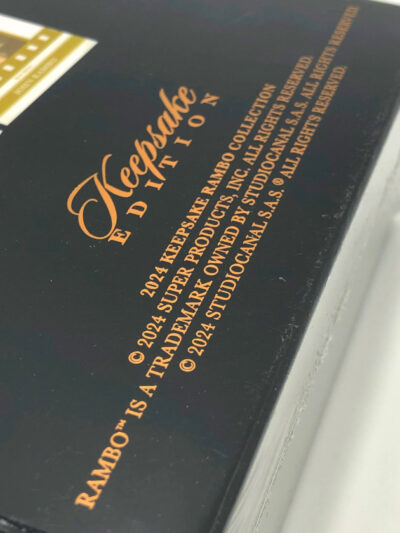 Keepsake
EDITION
2024 KEEPSAKE RAMBO COLLECTION
© 2024 SUPER PRODUCTS, INC. ALL RIGHTS RESERVED.
RAMBO™ IS A TRADEMARK OWNED BY STUDIOCANAL S.A.S. ALL RIGHTS RESERVED.
© 2024 STUDIOCANAL S.A.S. ® ALL RIGHTS RESERVED.